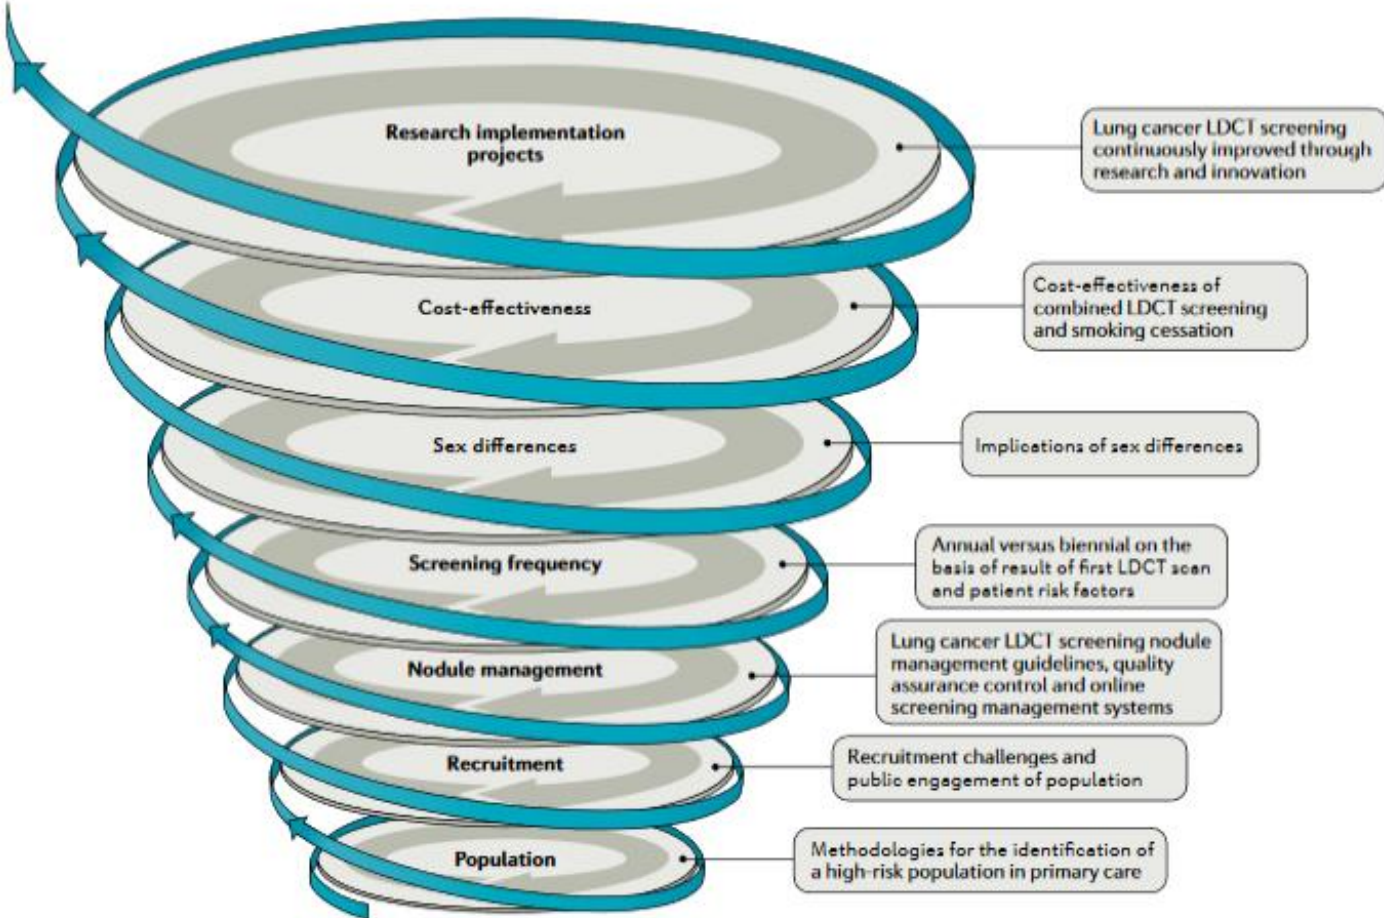 Research implementation
projects
Lung cancer LDCT screening
continuously improved through
research and innovation
Cost-effectiveness
Cost-effectiveness of
combined LDCT screening
and smoking cessation
Sex differences
Implications of sex differences
Screening frequency
Annual versus biennial on the
basis of result of first LDCT scan
and patient risk factors
Nodule management
Lung cancer LDCT screening nodule
management guidelines, quality
assurance control and online
screening management systems
Recruitment
Recruitment challenges and
public engagement of population
Population
Methodologies for the identification of
a high-risk population in primary care